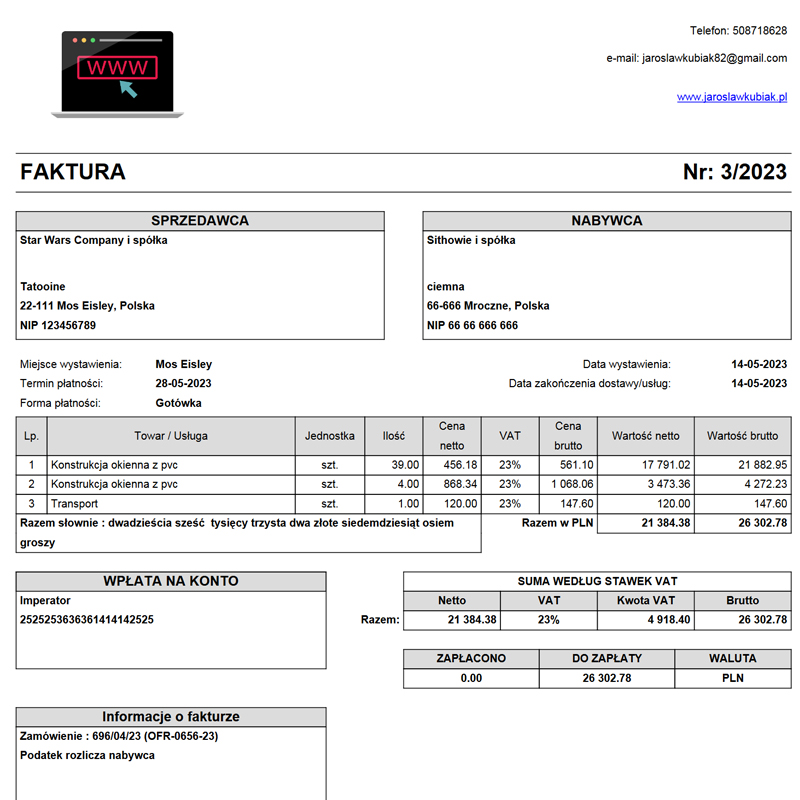 WWW
Telefon: 508718628
e-mail: jaroslawkubiak82@gmail.com
www.jaroslawkubiak.pl
FAKTURA Nr: 3/2023
SPRZEDAWCA
Star Wars Company i spółka
Tatooine
22-111 Mos Eisley, Polska
NIP 123456789
NABYWCA
Sithowie i spółka
ciemna
66-666 Mroczne, Polska
NIP 66 66 666 666
Miejsce wystawienia: Mos Eisley
Termin płatności: 28-05-2023
Forma płatności: Gotówka
Data wystawienia: 14-05-2023
Data zakończenia dostawy/usług: 14-05-2023
Lp. Towar / Usługa Jednostka Ilość Cena netto VAT Cena brutto Wartość netto Wartość brutto
1 Konstrukcja okienna z pvc szt. 39.00 456.18 23% 561.10 17 791.02 21 882.95
2 Konstrukcja okienna z pvc szt. 4.00 868.34 23% 1 068.06 3 473.36 4 272.23
3 Transport szt. 1.00 120.00 23% 147.60 120.00 147.60
Razem słownie : dwadzieścia sześć tysięcy trzysta dwa złote siedemdziesiąt osiem
groszy
Razem w PLN 21 384.38 26 302.78
WPŁATA NA KONTO
Imperator
2525253636361414142525
SUMA WEDŁUG STAWEK VAT
Netto VAT Kwota VAT Brutto
Razem: 21 384.38 23% 4 918.40 26 302.78
ZAPŁACONO DO ZAPŁATY WALUTA
0.00 26 302.78 PLN
Informacje o fakturze
Zamówienie : 696/04/23 (OFR-0656-23)
Podatek rozlicza nabywca